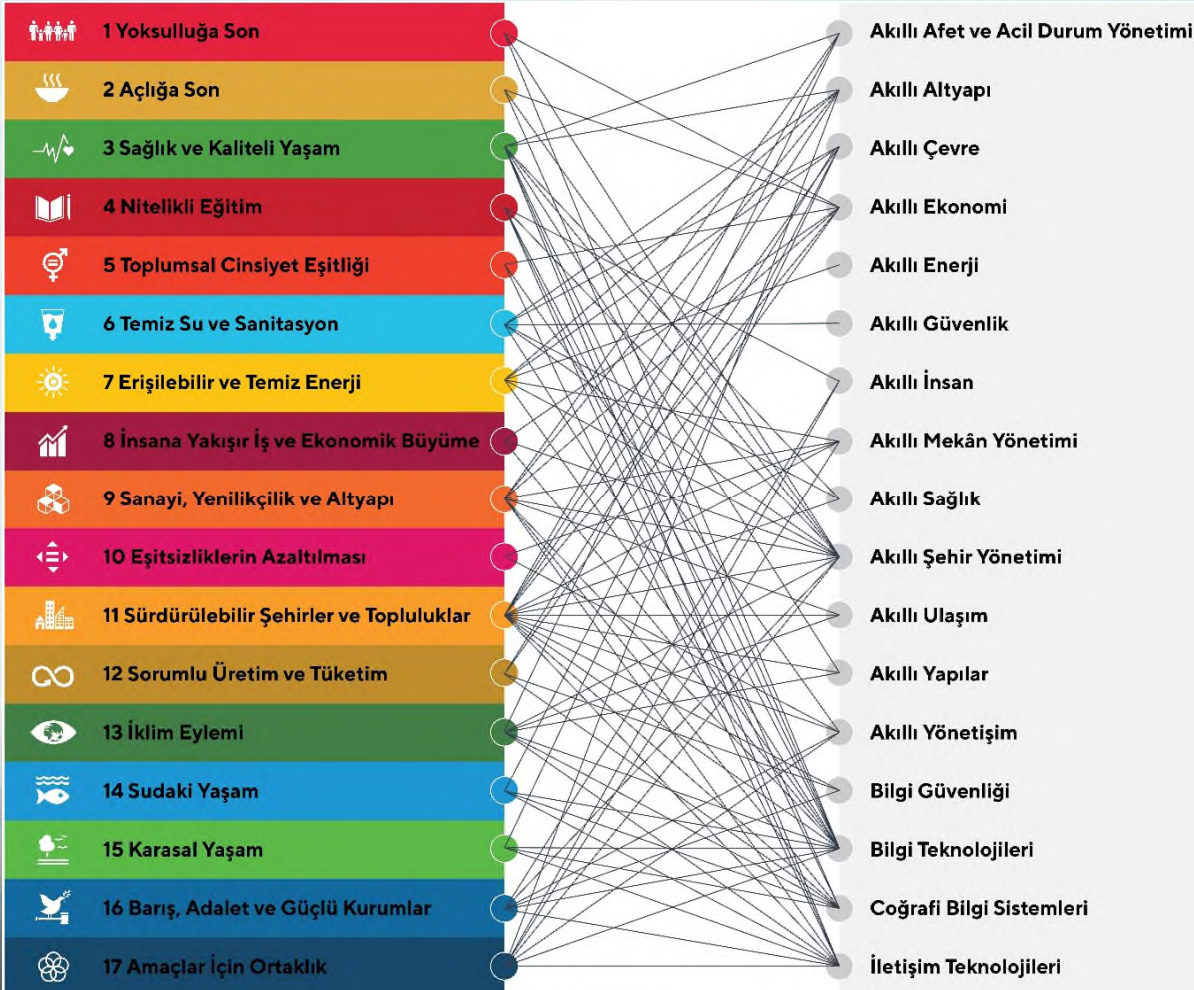 1 Yoksulluğa Son
2 Açlığa Son
3 Sağlık ve Kaliteli Yaşam
4 Nitelikli Eğitim
5 Toplumsal Cinsiyet Eşitliği
6 Temiz Su ve Sanitasyon
7 Erişilebilir ve Temiz Enerji
8 İnsana Yakışır İş ve Ekonomik Büyüme
9 Sanayi, Yenilikçilik ve Altyapı
10 Eşitsizliklerin Azaltılması
11 Sürdürülebilir Şehirler ve Topluluklar
12 Sorumlu Üretim ve Tüketim
13 İklim Eylemi
14 Sudaki Yaşam
15 Karasal Yaşam
16 Barış, Adalet ve Güçlü Kurumlar
17 Amaçlar İçin Ortaklık
Akıllı Afet ve Acil Durum Yönetimi
Akıllı Altyapı
Akıllı Çevre
Akıllı Ekonomi
Akıllı Enerji
Akıllı Güvenlik
Akıllı İnsan
Akıllı Mekân Yönetimi
Akıllı Sağlık
Akıllı Şehir Yönetimi
Akıllı Ulaşım
Akıllı Yapılar
Akıllı Yönetişim
Bilgi Güvenliği
Bilgi Teknolojileri
Coğrafi Bilgi Sistemleri
İletişim Teknolojileri